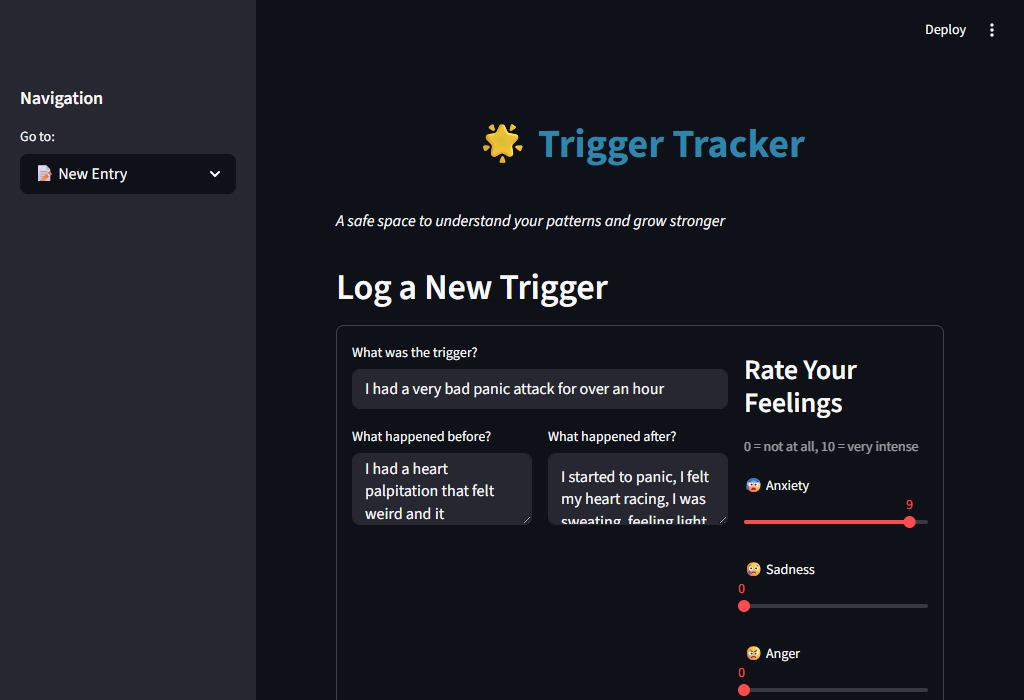 Deploy
Navigation
Go to:
New Entry
Trigger Tracker
A safe space to understand your patterns and grow stronger
Log a New Trigger
What was the trigger?
I had a very bad panic attack for over an hour
What happened before?
I had a heart
palpitation that felt
weird and it
What happened after?
I started to panic, I felt
my heart racing, I was
sweating, feeling light
Rate Your
Feelings
0 = not at all, 10 = very intense
Anxiety
9
Sadness
0
Anger
0